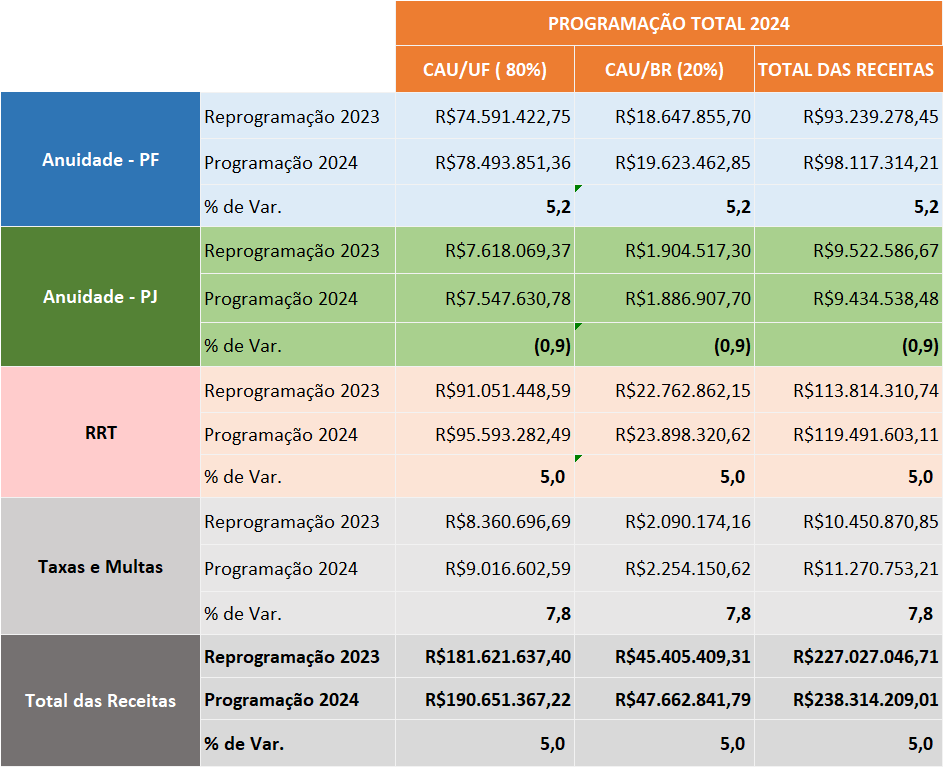 PROGRAMAÇÃO TOTAL 2024
CAU/UF ( 80%) CAU/BR (20%) TOTAL DAS RECEITAS
Anuidade - PF
Reprogramação 2023 R$74.591.422,75 R$18.647.855,70 R$93.239.278,45
Programação 2024 R$78.493.851,36 R$19.623.462,85 R$98.117.314,21
% de Var. 5,2 5,2 5,2
Anuidade - PJ
Reprogramação 2023 R$7.618.069,37 R$1.904.517,30 R$9.522.586,67
Programação 2024 R$7.547.630,78 R$1.886.907,70 R$9.434.538,48
% de Var. (0,9) (0,9) (0,9)
RRT
Reprogramação 2023 R$91.051.448,59 R$22.762.862,15 R$113.814.310,74
Programação 2024 R$95.593.282,49 R$23.898.320,62 R$119.491.603,11
% de Var. 5,0 5,0 5,0
Taxas e Multas
Reprogramação 2023 R$8.360.696,69 R$2.090.174,16 R$10.450.870,85
Programação 2024 R$9.016.602,59 R$2.254.150,62 R$11.270.753,21
% de Var. 7,8 7,8 7,8
Total das Receitas
Reprogramação 2023 R$181.621.637,40 R$45.405.409,31 R$227.027.046,71
Programação 2024 R$190.651.367,22 R$47.662.841,79 R$238.314.209,01
% de Var. 5,0 5,0 5,0